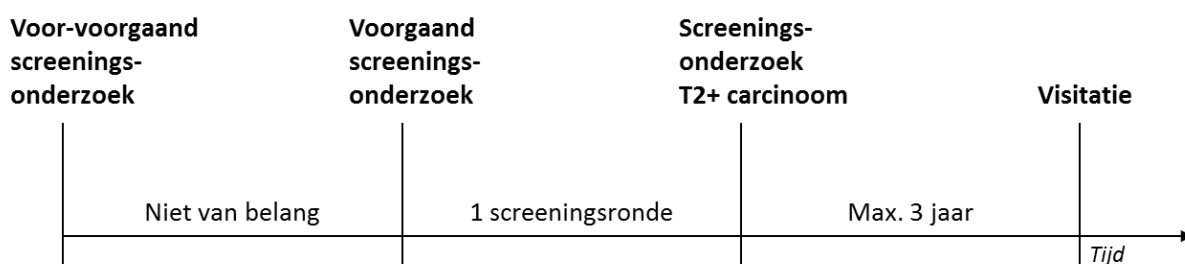 Voor-voorgaand
screenings-
onderzoek
Voorgaand
screenings-
onderzoek
Screenings-
onderzoek
T2+ carcinoom
Visitatie
Niet van belang
1 screeningsronde
Max. 3 jaar
Tijd